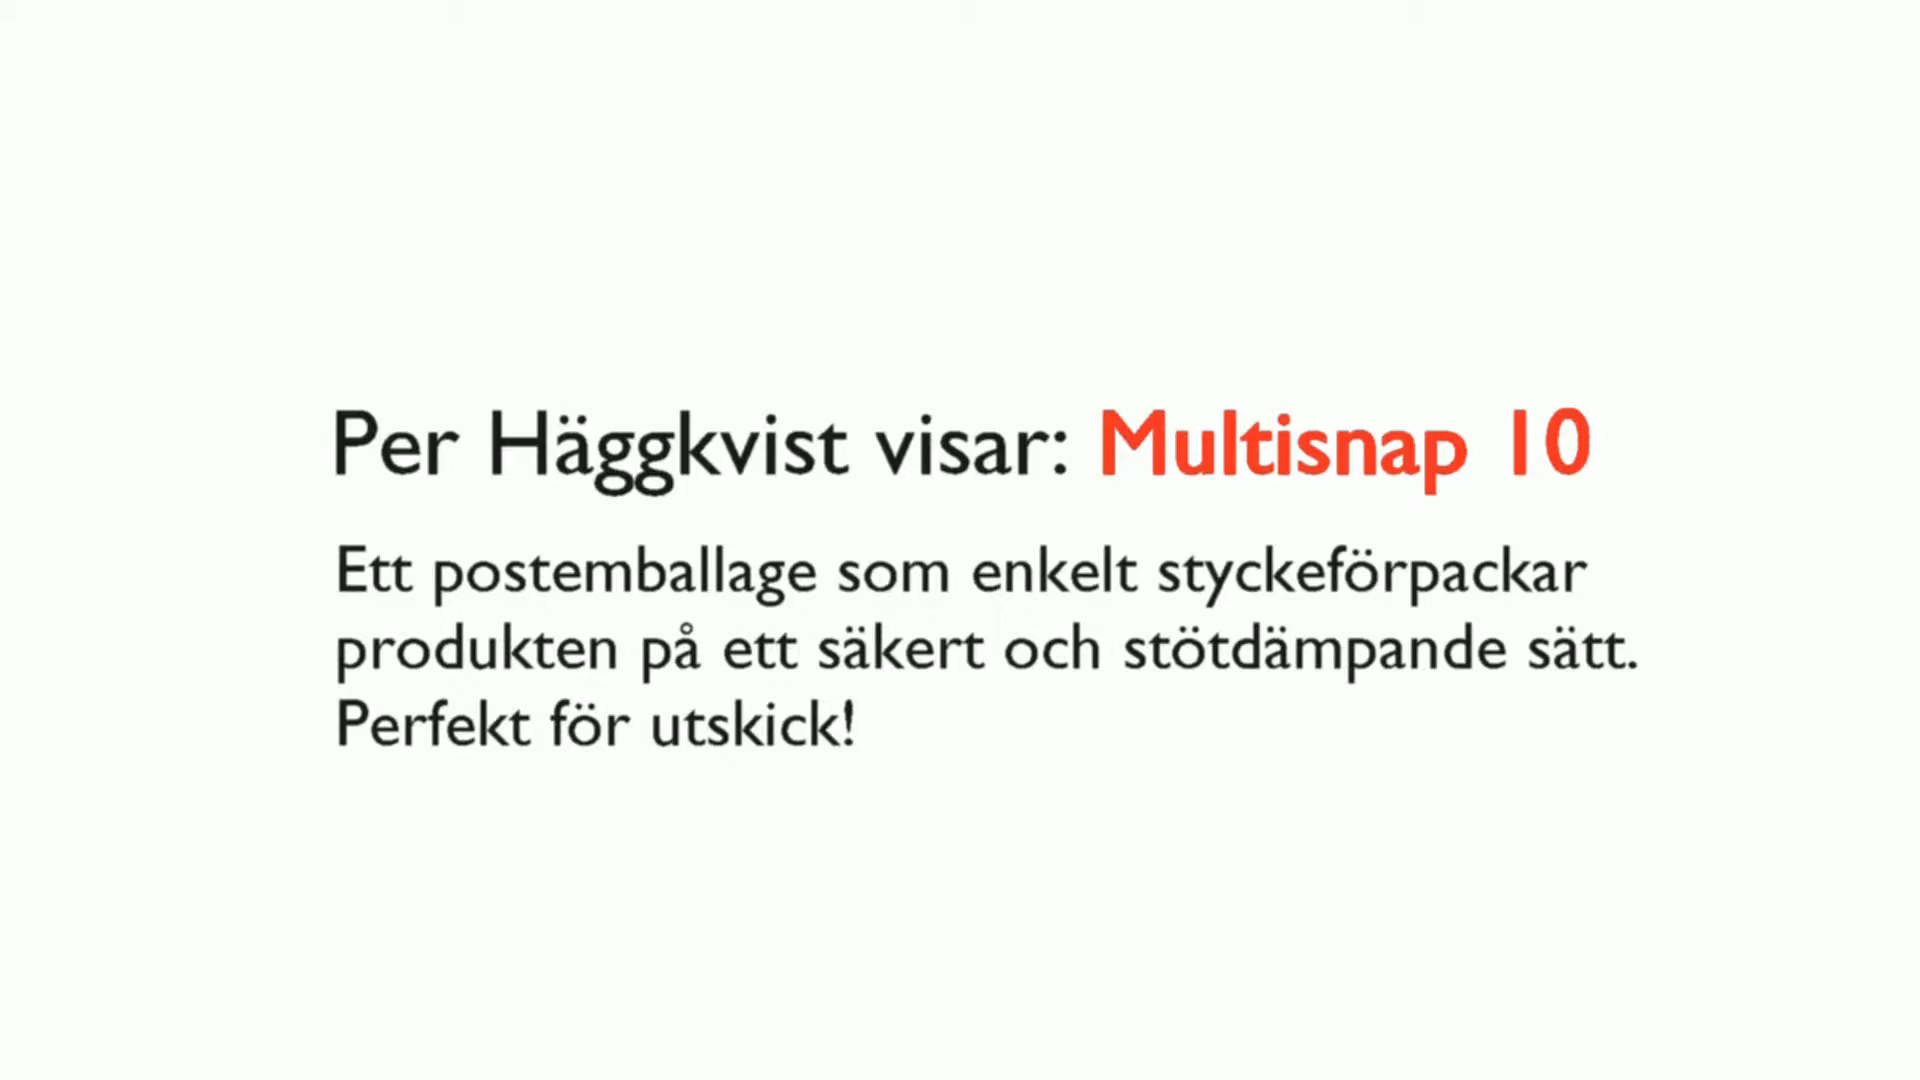 Per Häggkvist visar: Multisnap 10
Ett postemballage som enkelt styckeförpackar
produkten på ett säkert och stötdämpande sätt.
Perfekt för utskick!